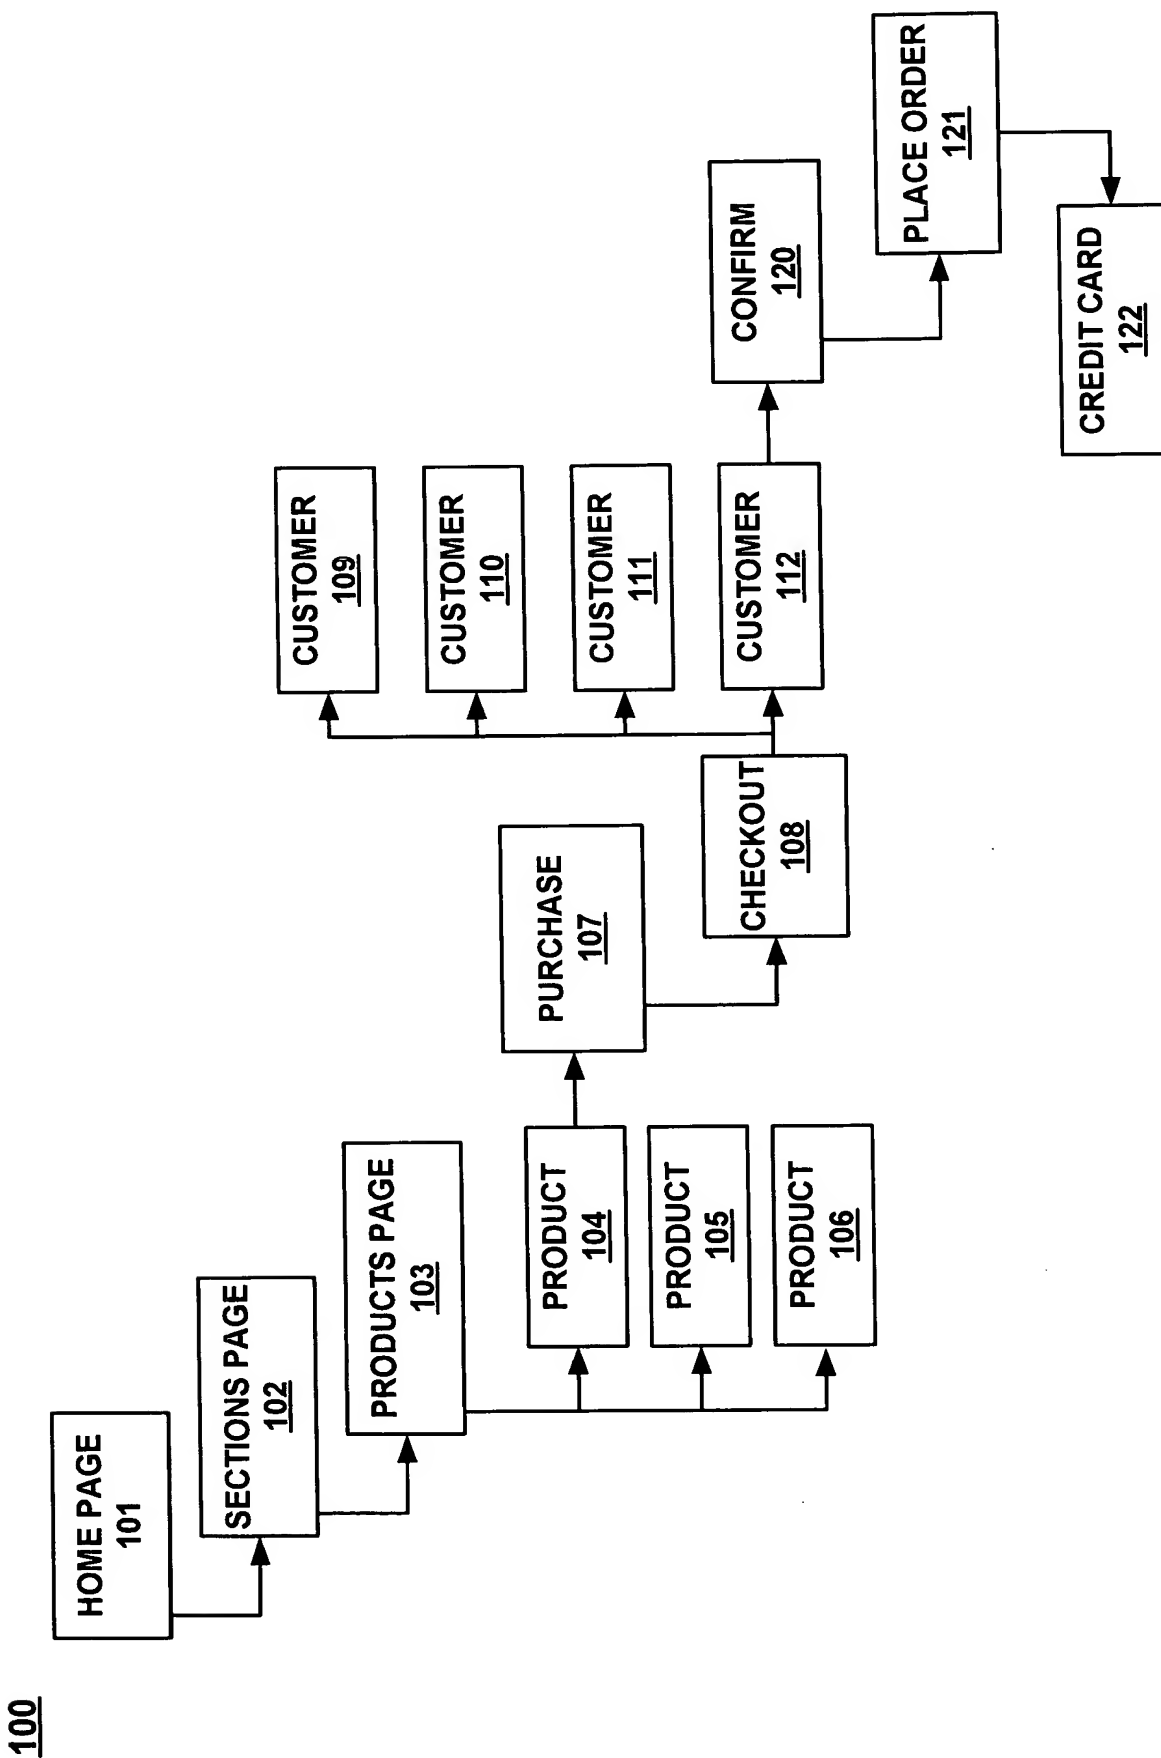 100
HOME PAGE
101
SECTIONS PAGE
102
PRODUCTS PAGE
103
PRODUCT
104
PRODUCT
105
PRODUCT
106
PURCHASE
107
CHECKOUT
108
CUSTOMER
109
CUSTOMER
110
CUSTOMER
111
CUSTOMER
112
CONFIRM
120
PLACE ORDER
121
CREDIT CARD
122